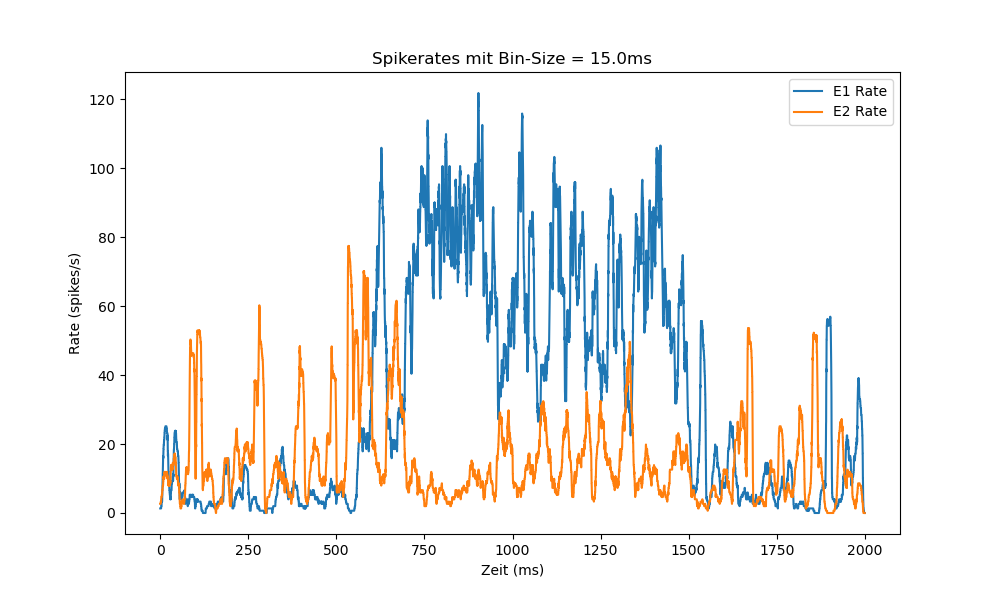 Spikerates mit Bin-Size = 15.0ms
E1 Rate
E2 Rate
120
100
80
60
40
20
0
Rate (spikes/s)
0 250 500 750 1000 1250 1500 1750 2000
Zeit (ms)